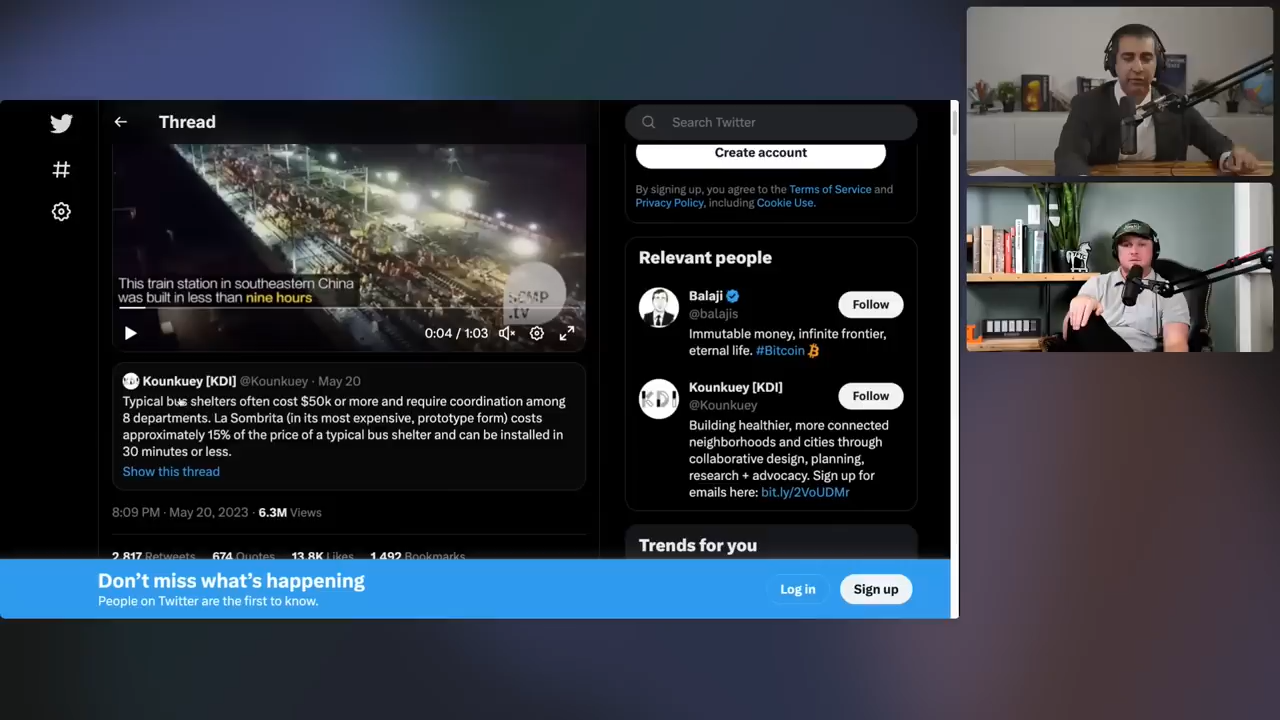 Thread
Search Twitter
Create account
By signing up, you agree to the Terms of Service and
Privacy Policy, including Cookie Use.
This train station in southeastern China
was built in less than nine hours
SCMP
.TV
0:04 / 1:03
Kounkuey [KDI] @Kounkuey · May 20
Typical bus shelters often cost $50k or more and require coordination among
8 departments. La Sombrita (in its most expensive, prototype form) costs
approximately 15% of the price of a typical bus shelter and can be installed in
30 minutes or less.
Show this thread
8:09 PM · May 20, 2023 · 6.3M Views
2,817 Retweets 674 Quotes 13.8K Likes 1,492 Bookmarks
Relevant people
Balaji
@balajis
Follow
Immutable money, infinite frontier,
eternal life. #Bitcoin
KDI
Kounkuey [KDI]
@Kounkuey
Follow
Building healthier, more connected
neighborhoods and cities through
collaborative design, planning,
research + advocacy. Sign up for
emails here: bit.ly/2VoUDMr
Trends for you
Don't miss what's happening
People on Twitter are the first to know.
Log in
Sign up